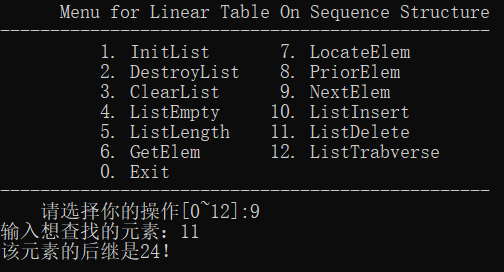 Menu for Linear Table On Sequence Structure
-------------------------------------------------
1. InitList 7. LocateElem
2. DestroyList 8. PriorElem
3. ClearList 9. NextElem
4. ListEmpty 10. ListInsert
5. ListLength 11. ListDelete
6. GetElem 12. ListTrabverse
0. Exit
-------------------------------------------------
请选择你的操作[0~12]:9
输入想查找的元素：11
该元素的后继是24！